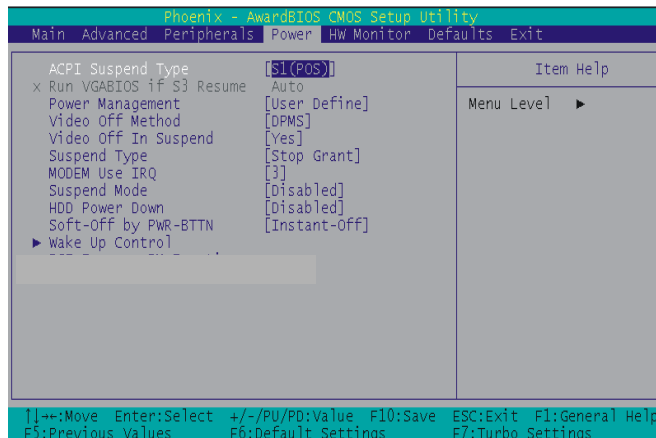 Phoenix - AwardBIOS CMOS Setup Utility
Main Advanced Peripherals Power HW Monitor Defaults Exit
ACPI Suspend Type [S1(POS)]
x Run VGABIOS if S3 Resume Auto
Power Management [User Define]
Video Off Method [DPMS]
Video Off In Suspend [Yes]
Suspend Type [Stop Grant]
MODEM Use IRQ [3]
Suspend Mode [Disabled]
HDD Power Down [Disabled]
Soft-Off by PWR-BTTN [Instant-Off]
▶ Wake Up Control
Item Help
Menu Level ▶
↑↓→←:Move Enter:Select +/-/PU/PD:Value F10:Save ESC:Exit F1:General Help
F5:Previous Values F6:Default Settings F7:Turbo Settings